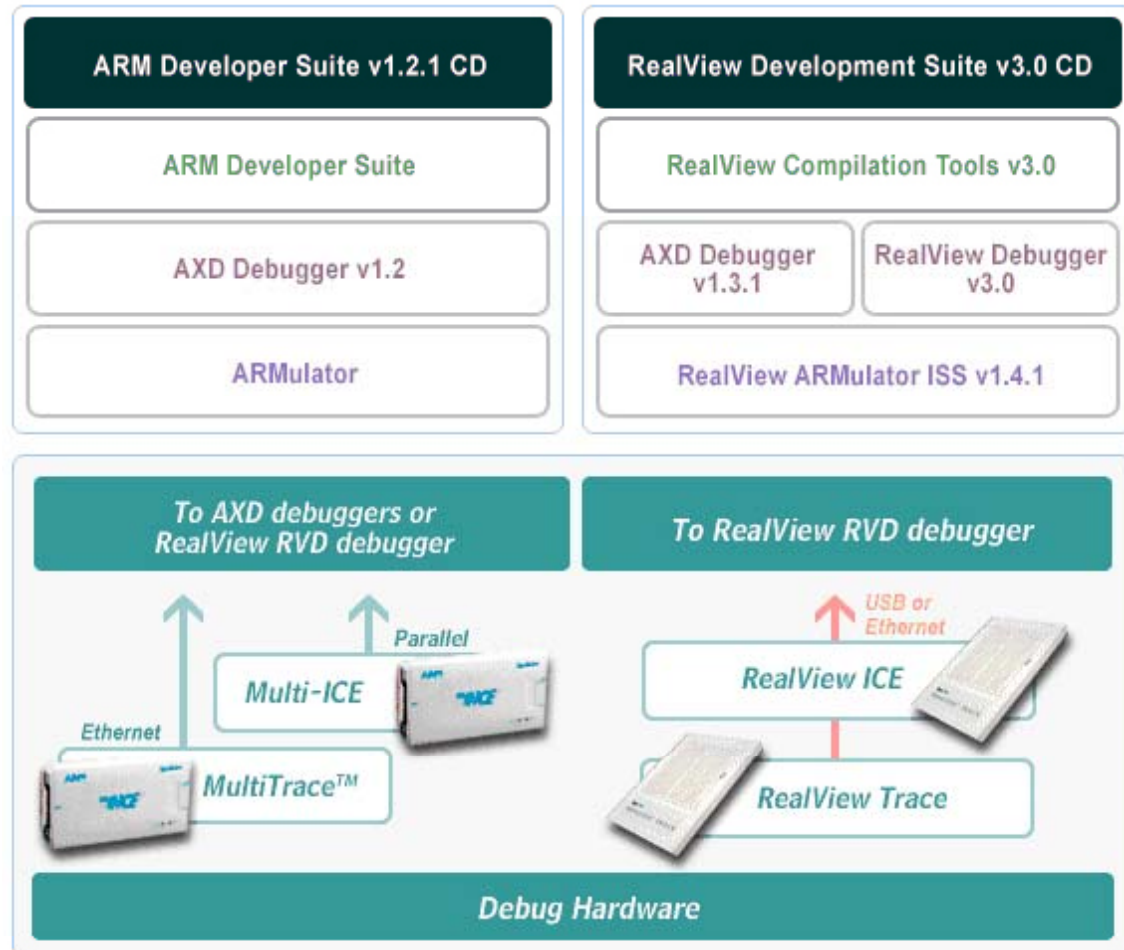 ARM Developer Suite v1.2.1 CD
ARM Developer Suite
AXD Debugger v1.2
ARMulator
RealView Development Suite v3.0 CD
RealView Compilation Tools v3.0
AXD Debugger
v1.3.1
RealView Debugger
v3.0
RealView ARMulator ISS v1.4.1
To AXD debuggers or
RealView RVD debugger
Parallel
Multi-ICE
Ethernet
MultiTrace™
To RealView RVD debugger
USB or
Ethernet
RealView ICE
RealView Trace
Debug Hardware